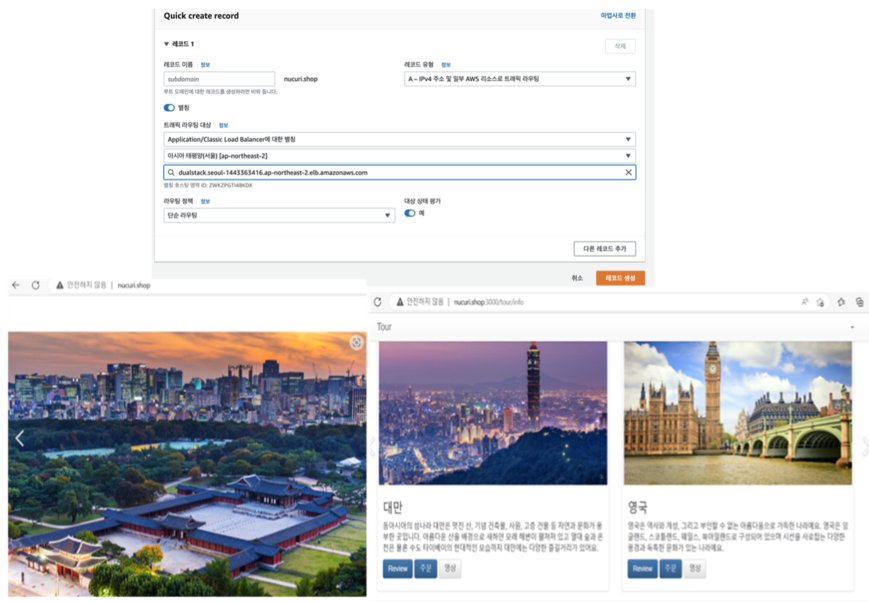 Quick create record
마법사로 전환
▼ 레코드 1
삭제
레코드 이름 정보
레코드 유형 정보
subdomain
nucuri.shop
A – IPv4 주소 및 일부 AWS 리소스로 트래픽 라우팅
루트 도메인에 대한 레코드를 생성하려면 비워 둡니다.
별칭
트래픽 라우팅 대상 정보
Application/Classic Load Balancer에 대한 별칭
아시아 태평양(서울) [ap-northeast-2]
dualstack.seoul-1443363416.ap-northeast-2.elb.amazonaws.com
별칭 호스팅 영역 ID: ZWKZPGTI48KDX
라우팅 정책 정보
대상 상태 평가
단순 라우팅
예
다른 레코드 추가
취소
레코드 생성
안전하지 않음 | nucuri.shop
안전하지 않음 | nucuri.shop:3000/tour/info
Tour
대만
동아시아의 섬나라 대만은 멋진 산, 기념 건축물, 사원, 고층 건물 등 자연과 문화가 풍
부한 곳입니다. 아름다운 산을 배경으로 세하얀 모래 해변이 펼쳐져 있고 열대 숲과 온
천은 물론 수도 타이베이의 현대적인 모습까지 대만에는 다양한 즐길거리가 있어요.
Review
주문
영상
영국
영국은 역사와 개성, 그리고 부인할 수 없는 아름다움으로 가득한 나라예요. 영국은 잉
글랜드, 스코틀랜드, 웨일스, 북아일랜드로 구성되어 있으며 시선을 사로잡는 다양한
풍경과 독특한 문화가 있는 나라예요.
Review
주문
영상